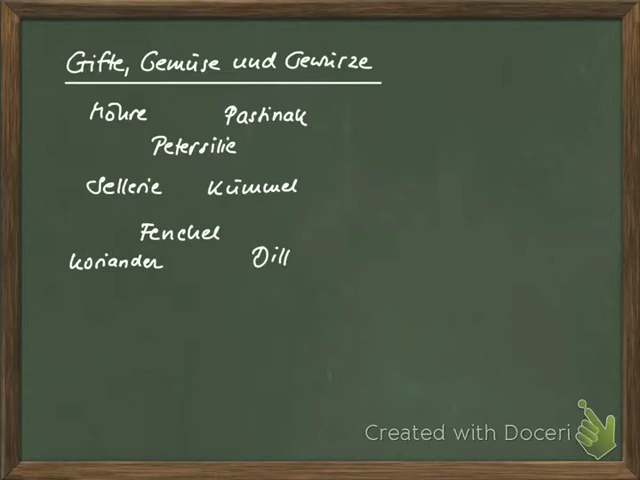 Gifte, Gemüse und Gewürze
Möhre Pastinak
Petersilie
Sellerie Kümmel
Fenchel
Koriander Dill
Created with Doceri